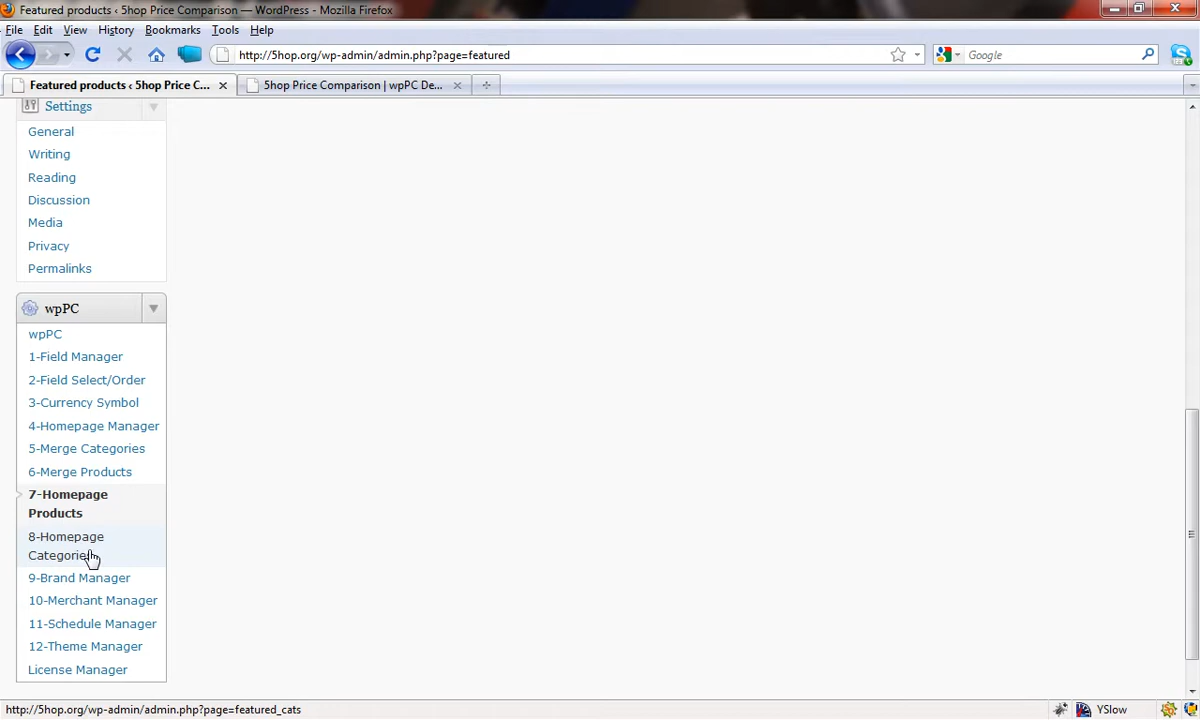 Featured products ‹ 5hop Price Comparison — WordPress - Mozilla Firefox
File Edit View History Bookmarks Tools Help
http://5hop.org/wp-admin/admin.php?page=featured
Google
Featured products ‹ 5hop Price C...
5hop Price Comparison | wpPC De...
Settings
General
Writing
Reading
Discussion
Media
Privacy
Permalinks
wpPC
wpPC
1-Field Manager
2-Field Select/Order
3-Currency Symbol
4-Homepage Manager
5-Merge Categories
6-Merge Products
7-Homepage
Products
8-Homepage
Categories
9-Brand Manager
10-Merchant Manager
11-Schedule Manager
12-Theme Manager
License Manager
http://5hop.org/wp-admin/admin.php?page=featured_cats
YSlow